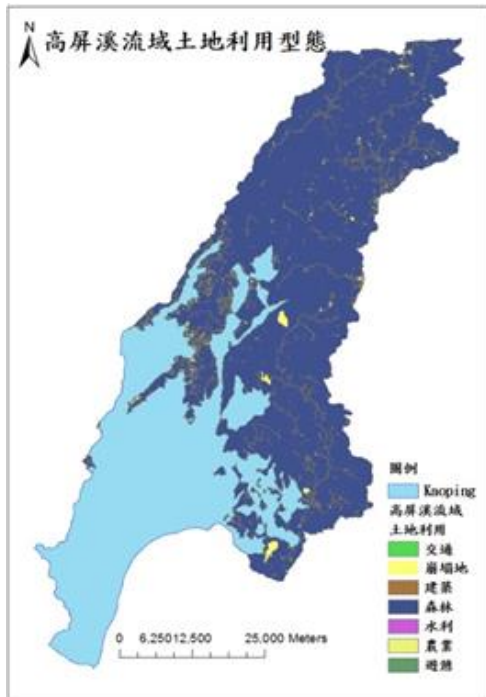 N
高屏溪流域土地利用型態
圖例
Kaoping
高屏溪流域
土地利用
交通
崩塌地
建築
森林
水利
農業
遊憩
0 6,250 12,500 25,000 Meters